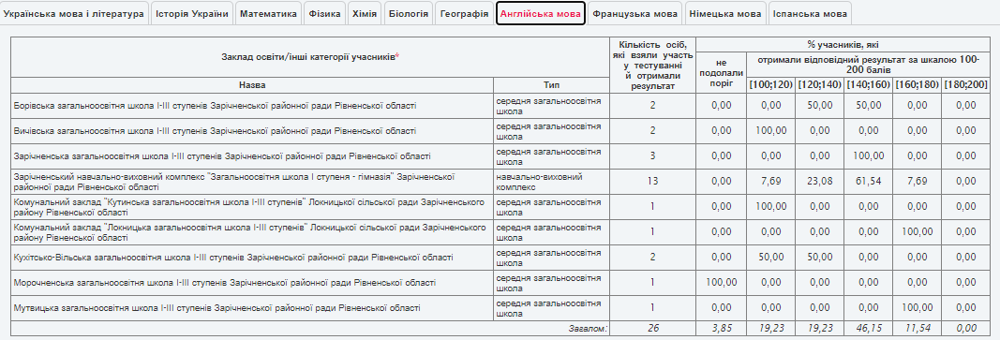 Українська мова і література Історія України Математика Фізика Хімія Біологія Географія Англійська мова Французька мова Німецька мова Іспанська мова
Заклад освіти/інші категорії учасників*
Кількість осіб,
які взяли участь
у тестуванні
й отримали
результат
% учасників, які
не
подолали
поріг
отримали відповідний результат за шкалою 100-
200 балів
Назва Тип [100;120) [120;140) [140;160) [160;180) [180;200]
Борівська загальноосвітня школа І-ІІІ ступенів Зарічненської районної ради Рівненської області
середня загальноосвітня
школа
2 0,00 0,00 50,00 50,00 0,00 0,00
Вичівська загальноосвітня школа І-ІІІ ступенів Зарічненської районної ради Рівненської області
середня загальноосвітня
школа
2 0,00 100,00 0,00 0,00 0,00 0,00
Зарічненська загальноосвітня школа І-ІІІ ступенів Зарічненської районної ради Рівненської області
середня загальноосвітня
школа
3 0,00 0,00 0,00 100,00 0,00 0,00
Зарічненський навчально-виховний комплекс "Загальноосвітня школа І ступеня - гімназія" Зарічненської
районної ради Рівненської області
навчально-виховний
комплекс
13 0,00 7,69 23,08 61,54 7,69 0,00
Комунальний заклад "Кутинська загальноосвітня школа І-ІІІ ступенів" Локницької сільської ради Зарічненського
району Рівненської області
середня загальноосвітня
школа
1 0,00 100,00 0,00 0,00 0,00 0,00
Комунальний заклад "Локницька загальноосвітня школа І-ІІІ ступенів" Локницької сільської ради Зарічненського
району Рівненської області
середня загальноосвітня
школа
1 0,00 0,00 0,00 0,00 100,00 0,00
Кухітсько-Вільська загальноосвітня школа І-ІІІ ступенів Зарічненської районної ради Рівненської області
середня загальноосвітня
школа
2 0,00 50,00 50,00 0,00 0,00 0,00
Морочненська загальноосвітня школа І-ІІІ ступенів Зарічненської районної ради Рівненської області
середня загальноосвітня
школа
1 100,00 0,00 0,00 0,00 0,00 0,00
Мутвицька загальноосвітня школа І-ІІІ ступенів Зарічненської районної ради Рівненської області
середня загальноосвітня
школа
1 0,00 0,00 0,00 0,00 100,00 0,00
Загалом: 26 3,85 19,23 19,23 46,15 11,54 0,00